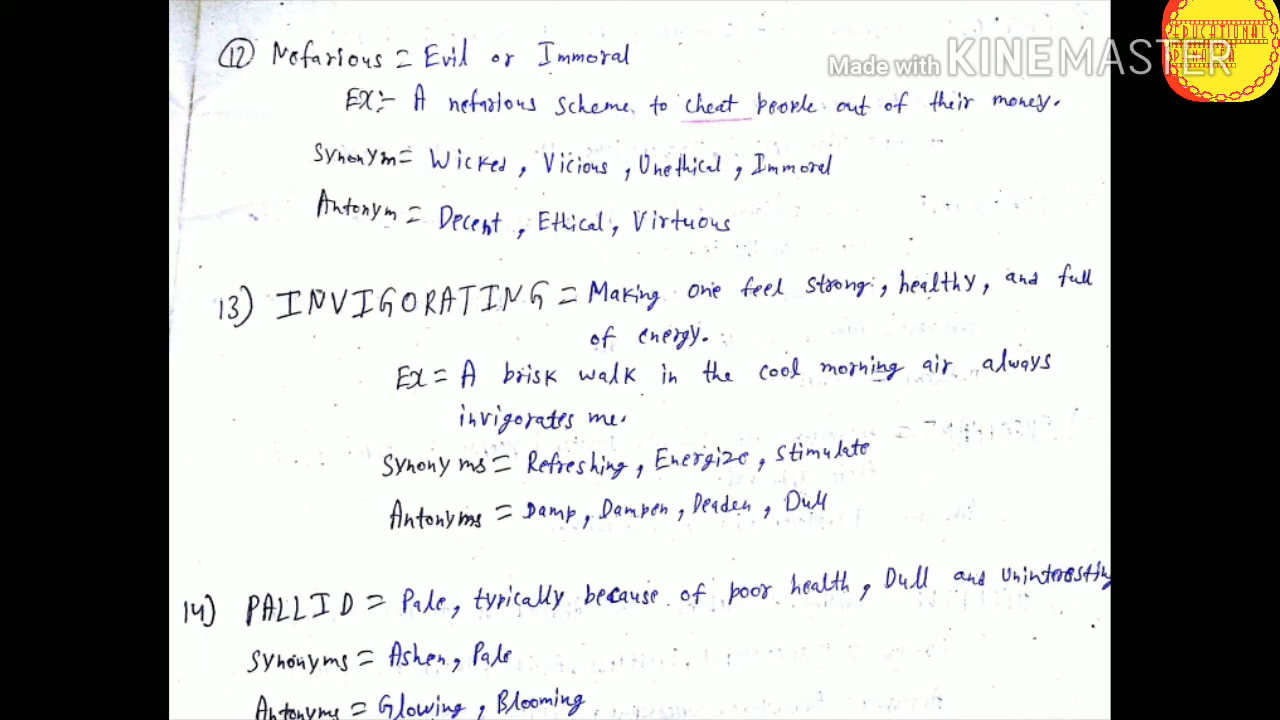 Made with KINEMASTER
EDUCATIONAL
12) Nefarious = Evil or Immoral
EX:- A nefarious scheme to cheat people out of their money.
Synonym = Wicked, Vicious, Unethical, Immoral
Antonym = Decent, Ethical, Virtuous
13) INVIGORATING = Making one feel strong, healthy, and full
of energy.
Ex = A brisk walk in the cool morning air always
invigorates me.
Synonyms = Refreshing, Energize, stimulate
Antonyms = Damp, Dampen, Deaden, Dull
14) PALLID = Pale, typically because of poor health, Dull and uninteresting
Synonyms = Ashen, Pale
Antonyms = Glowing, Blooming